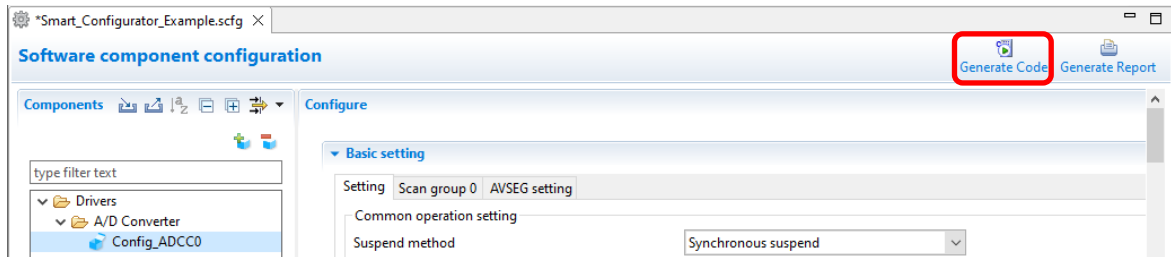 *Smart_Configurator_Example.scfg
Software component configuration
Generate Code Generate Report
Components
Configure
Basic setting
type filter text
Setting Scan group 0 AVSEG setting
Drivers
Common operation setting
A/D Converter
Config_ADCC0
Suspend method Synchronous suspend